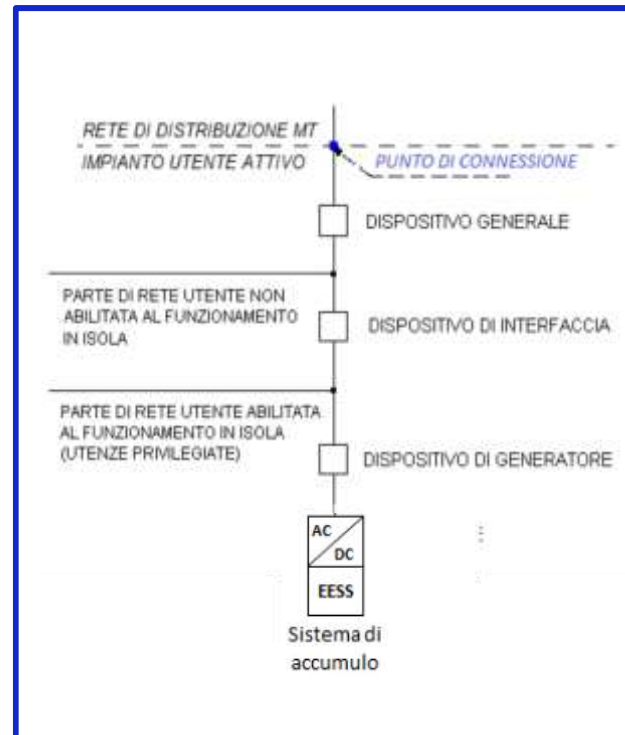 RETE DI DISTRIBUZIONE MT
IMPIANTO UTENTE ATTIVO
PUNTO DI CONNESSIONE
DISPOSITIVO GENERALE
PARTE DI RETE UTENTE NON
ABILITATA AL FUNZIONAMENTO
IN ISOLA
DISPOSITIVO DI INTERFACCIA
PARTE DI RETE UTENTE ABILITATA
AL FUNZIONAMENTO IN ISOLA
(UTENZE PRIVILEGIATE)
DISPOSITIVO DI GENERATORE
AC
DC
EESS
Sistema di
accumulo